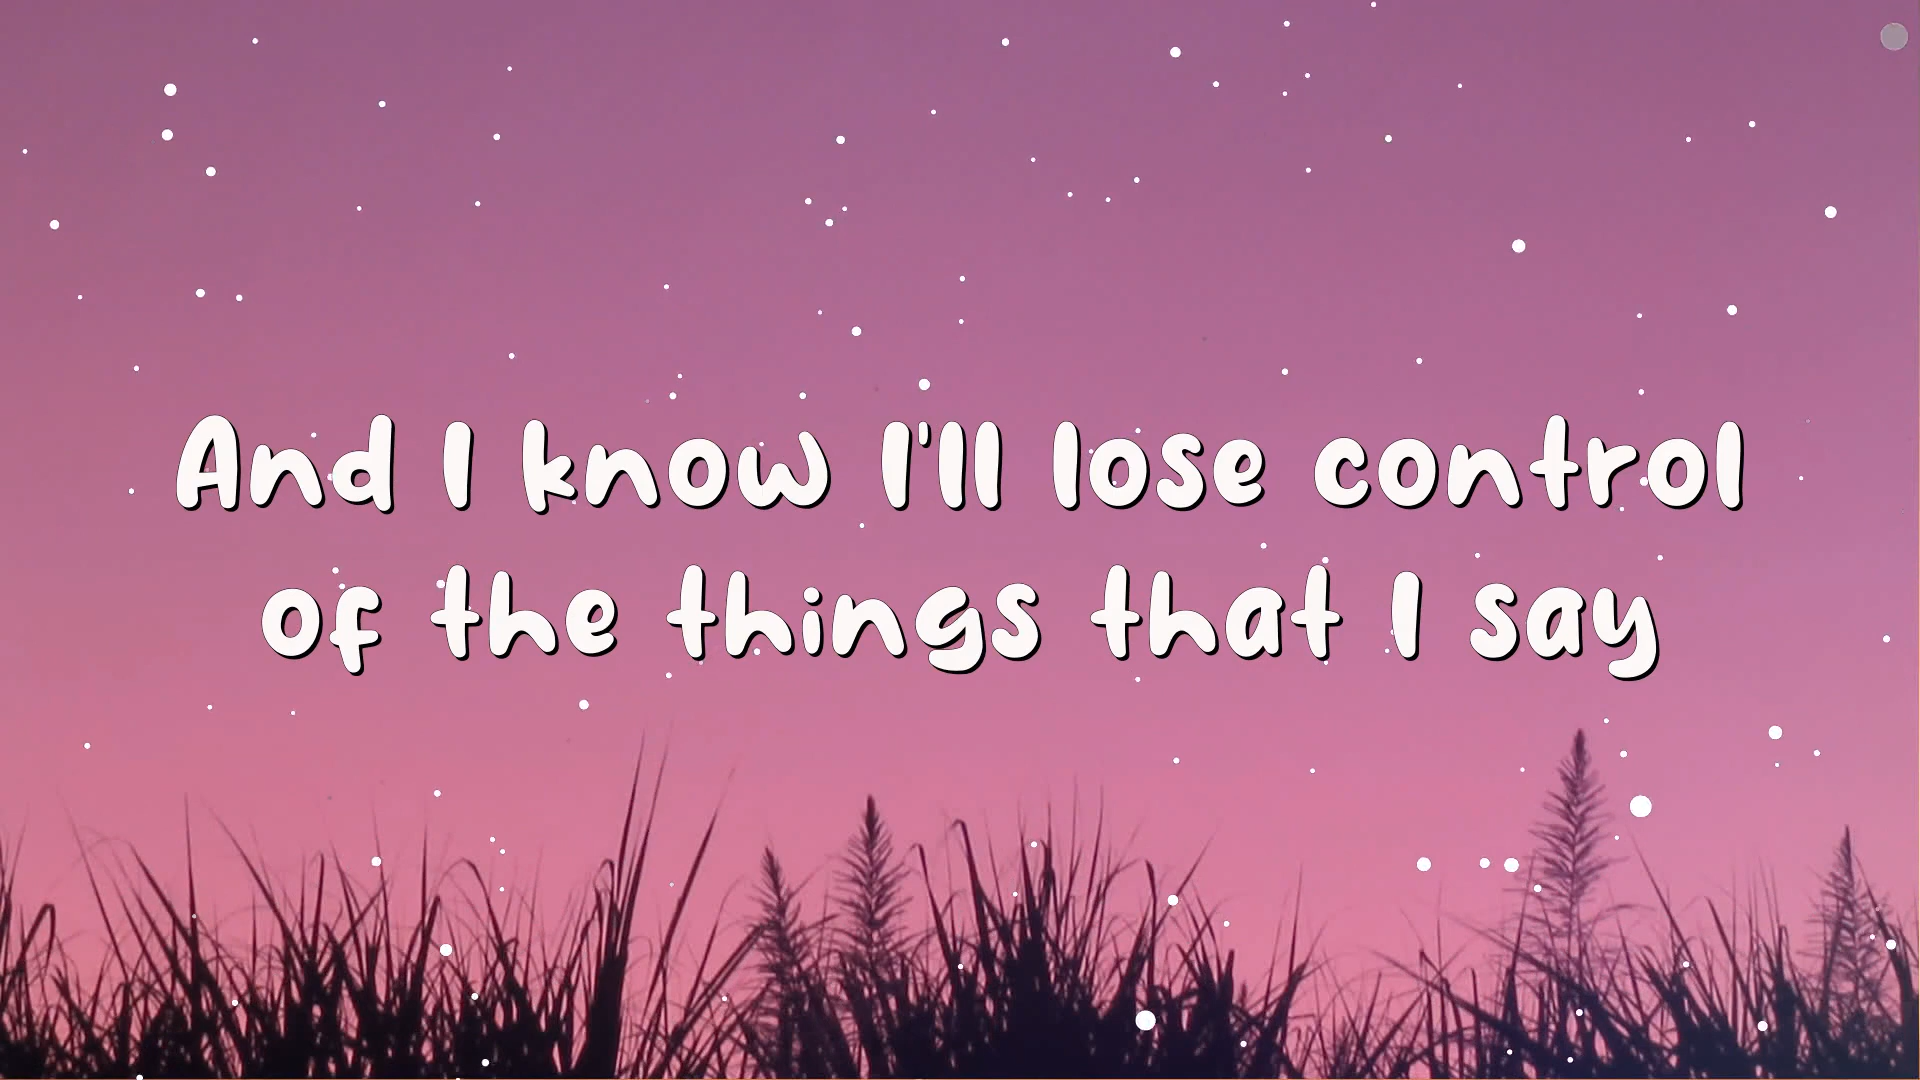 And I know I'll lose control
of the things that I say